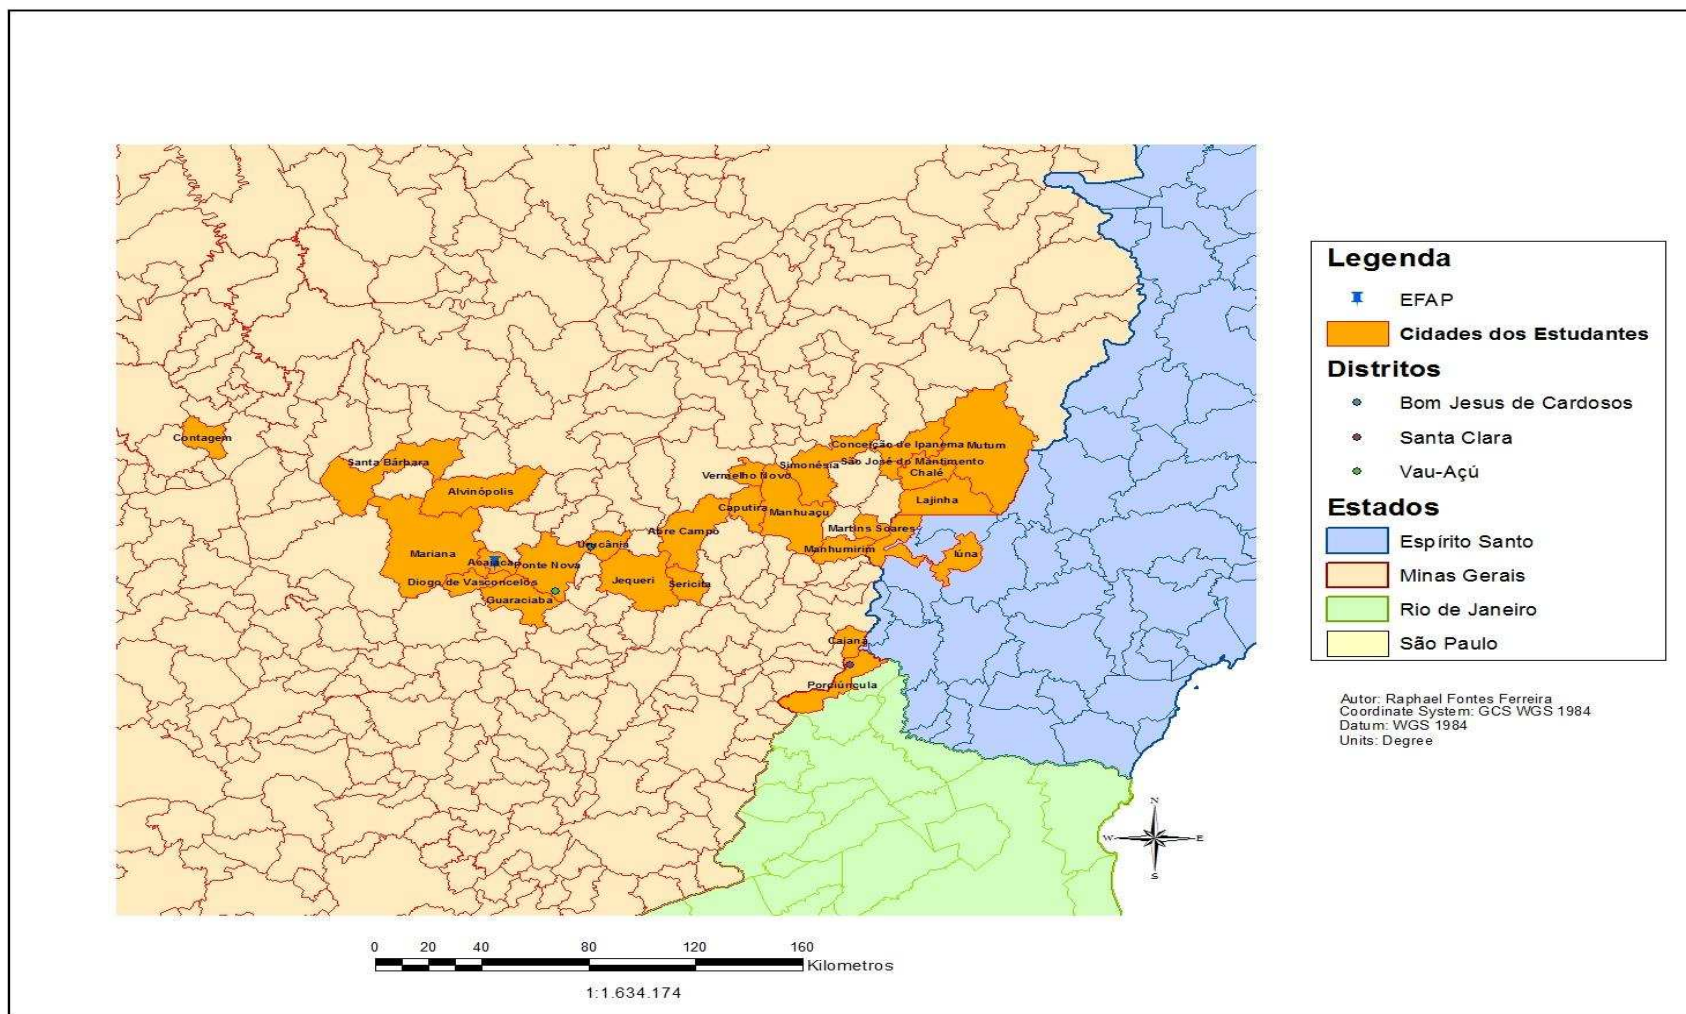 Contagem
Santa Bárbara
Alvinópolis
Mariana
Acaiaca
Ponte Nova
Diogo de Vasconcelos
Guaraciaba
Urucânia
Jequeri
Sericita
Abre Campo
Caputira
Vermelho Novo
Simonésia
Manhuaçu
Conceição de Ipanema
Mutum
São José do Mantimento
Chalé
Lajinha
Martins Soares
Manhumirim
Iúna
Caiana
Porciúncula
Legenda
EFAP
Cidades dos Estudantes
Distritos
Bom Jesus de Cardosos
Santa Clara
Vau-Açú
Estados
Espírito Santo
Minas Gerais
Rio de Janeiro
São Paulo
Autor: Raphael Fontes Ferreira
Coordinate System: GCS WGS 1984
Datum: WGS 1984
Units: Degree
N
W E
S
0 20 40 80 120 160
Kilometros
1:1.634.174